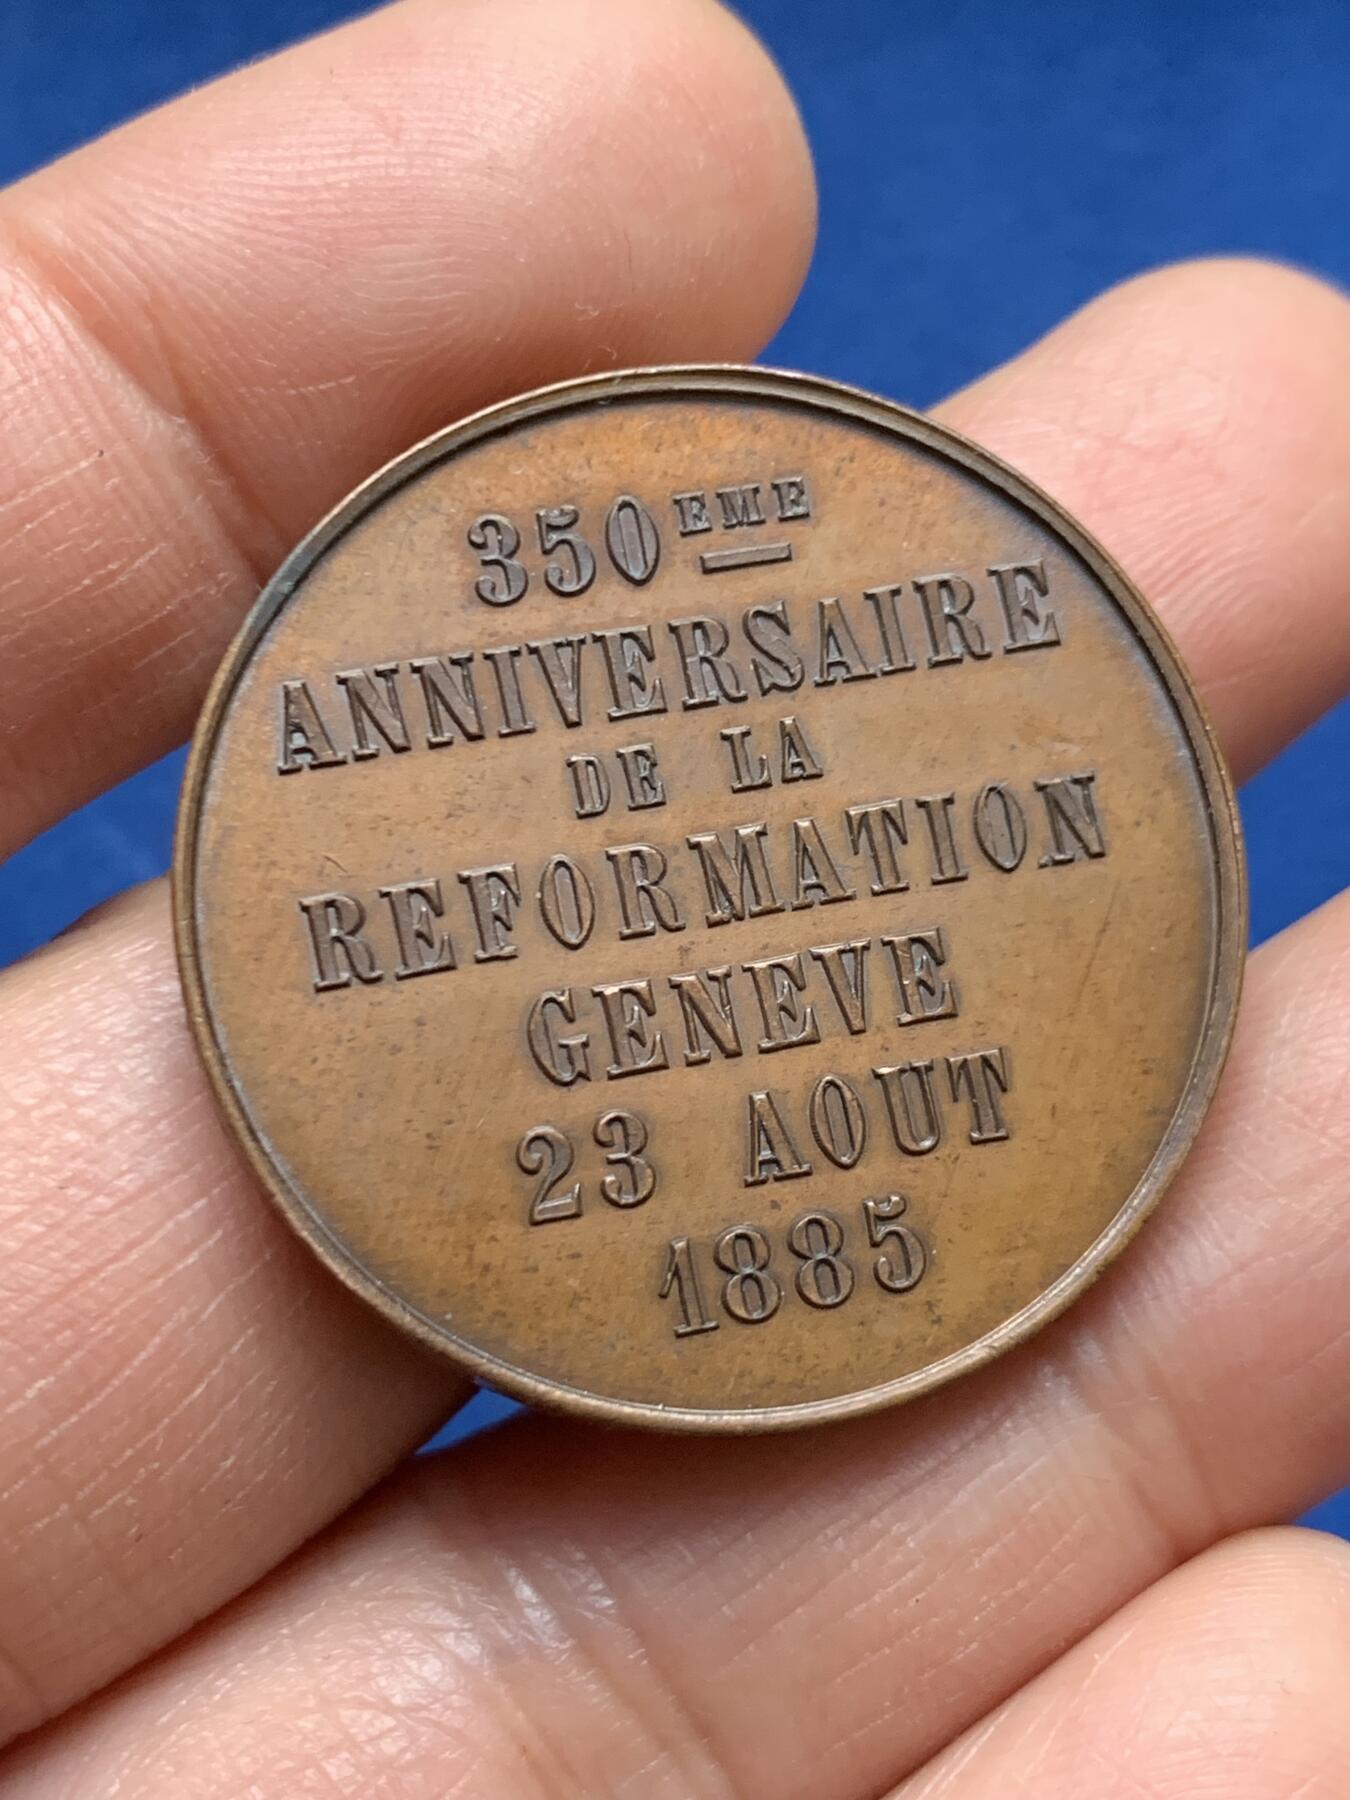 350EME
ANNIVERSAIRE
DE LA
REFORMATION
GENEVE
23 AOUT
1885